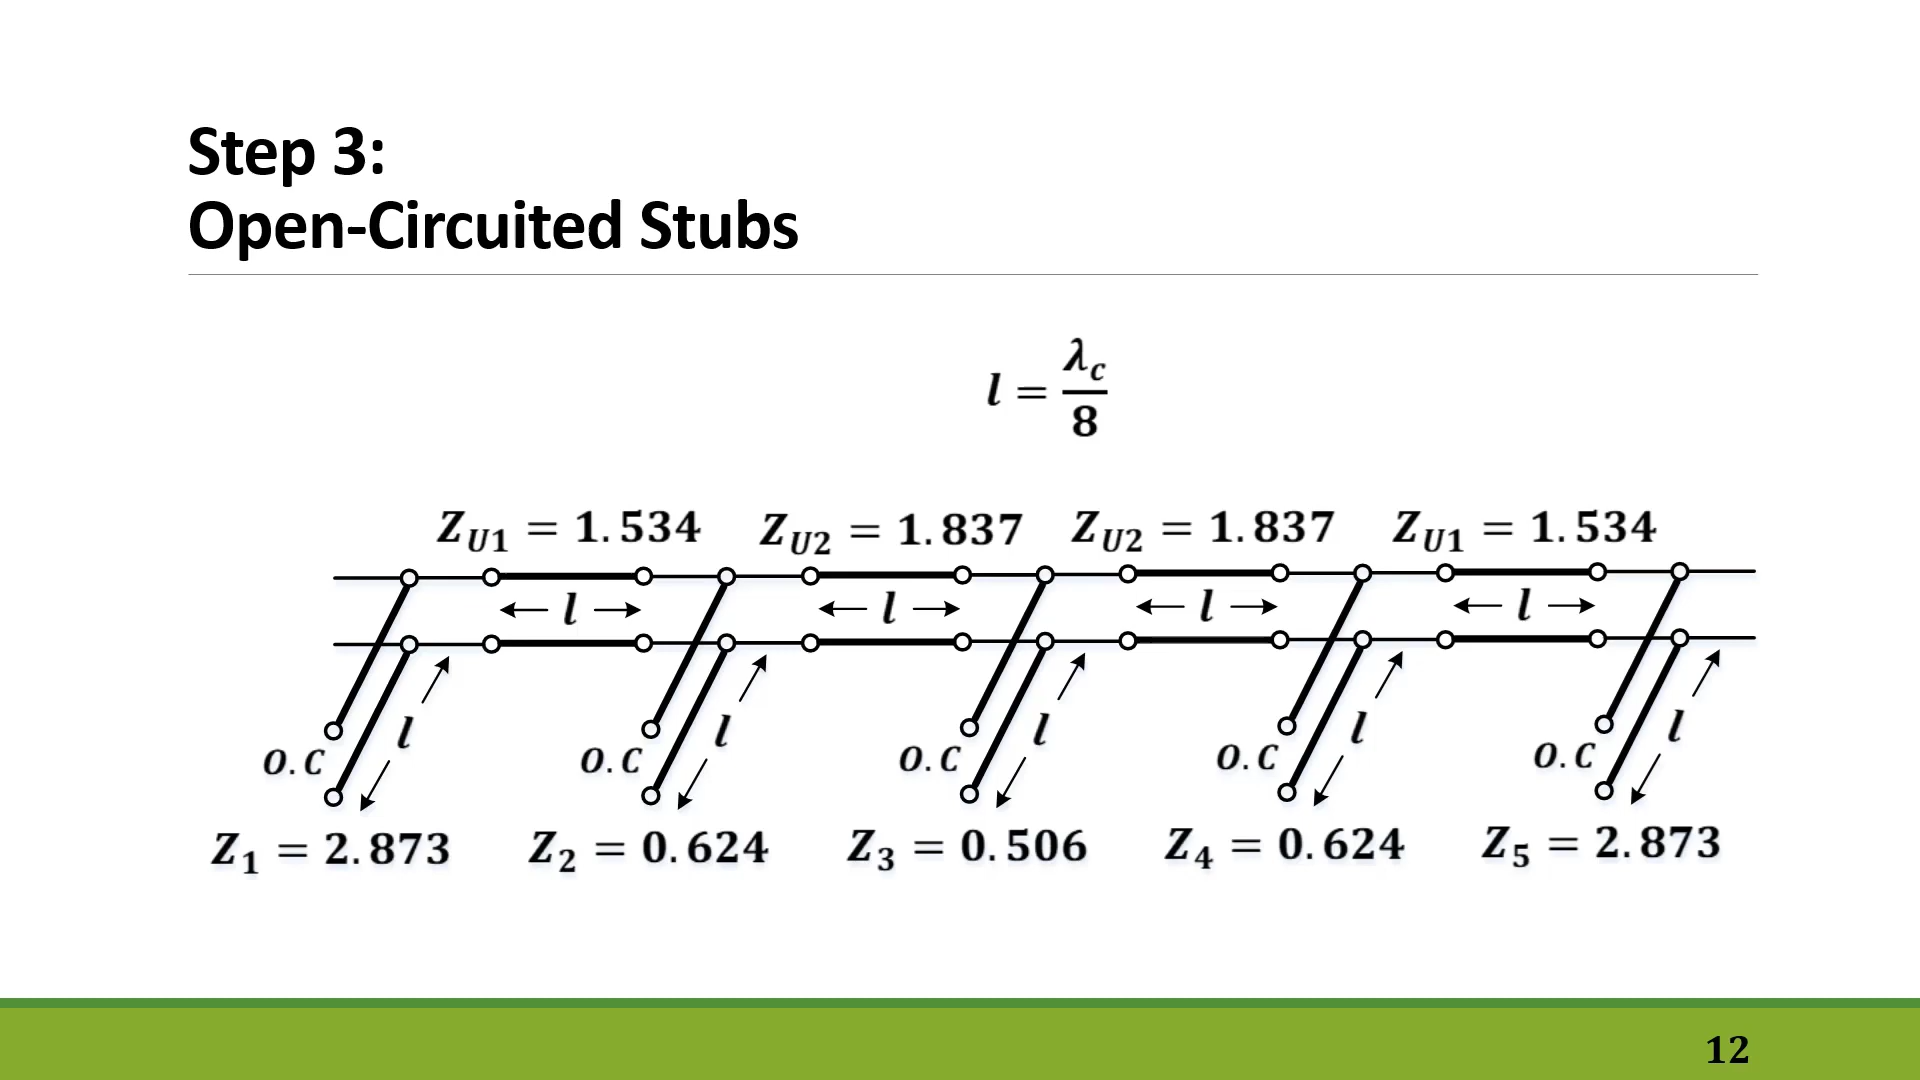 Step 3:
Open-Circuited Stubs
l = λc/8
ZU1 = 1.534 ZU2 = 1.837 ZU2 = 1.837 ZU1 = 1.534
l l l l
l l l l l
O.C O.C O.C O.C O.C
Z1 = 2.873 Z2 = 0.624 Z3 = 0.506 Z4 = 0.624 Z5 = 2.873
12